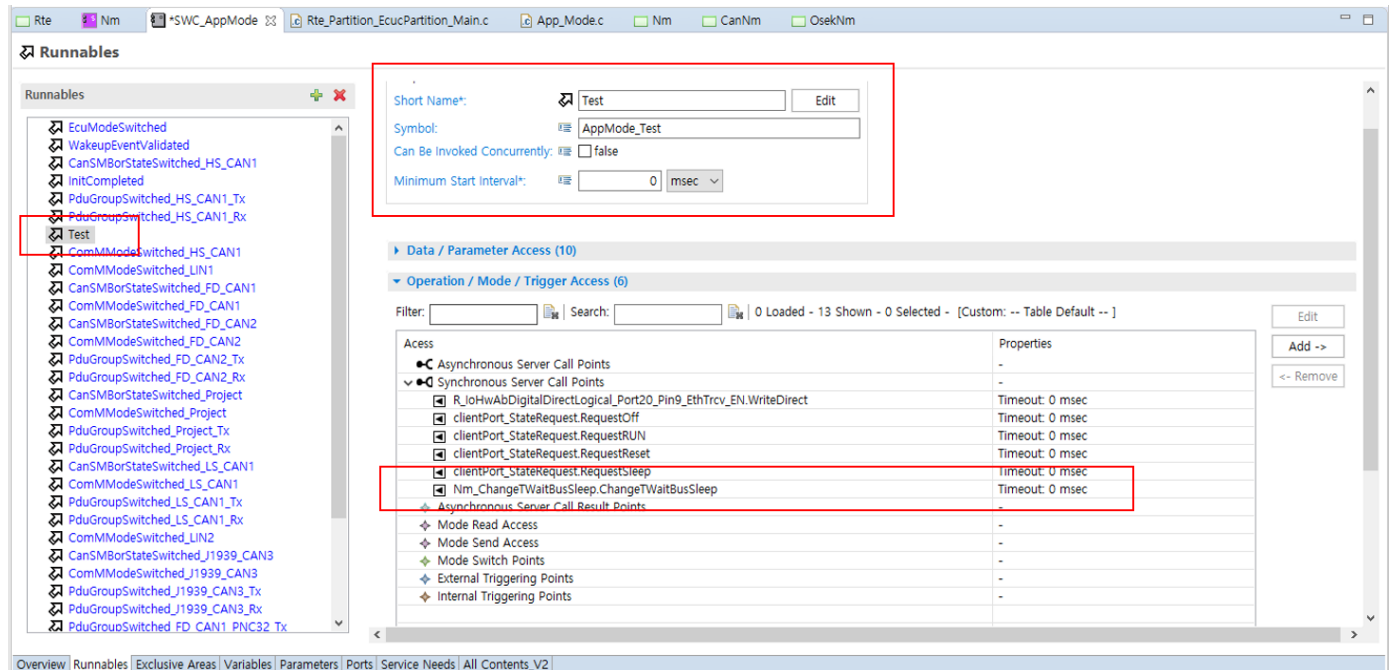 Rte
Nm
*SWC_AppMode
Rte_Partition_EcucPartition_Main.c
App_Mode.c
Nm
CanNm
OsekNm
Runnables
Runnables
EcuModeSwitched
WakeupEventValidated
CanSMBorStateSwitched_HS_CAN1
InitCompleted
PduGroupSwitched_HS_CAN1_Tx
PduGroupSwitched_HS_CAN1_Rx
Test
ComMModeSwitched_HS_CAN1
ComMModeSwitched_LIN1
CanSMBorStateSwitched_FD_CAN1
ComMModeSwitched_FD_CAN1
CanSMBorStateSwitched_FD_CAN2
ComMModeSwitched_FD_CAN2
PduGroupSwitched_FD_CAN2_Tx
PduGroupSwitched_FD_CAN2_Rx
CanSMBorStateSwitched_Project
ComMModeSwitched_Project
PduGroupSwitched_Project_Tx
PduGroupSwitched_Project_Rx
CanSMBorStateSwitched_LS_CAN1
ComMModeSwitched_LS_CAN1
PduGroupSwitched_LS_CAN1_Tx
PduGroupSwitched_LS_CAN1_Rx
ComMModeSwitched_LIN2
CanSMBorStateSwitched_J1939_CAN3
ComMModeSwitched_J1939_CAN3
PduGroupSwitched_J1939_CAN3_Tx
PduGroupSwitched_J1939_CAN3_Rx
PduGroupSwitched_FD_CAN1_PNC32_Tx
Short Name*: Test Edit
Symbol: AppMode_Test
Can Be Invoked Concurrently: false
Minimum Start Interval*: 0 msec
Data / Parameter Access (10)
Operation / Mode / Trigger Access (6)
Filter: Search: 0 Loaded - 13 Shown - 0 Selected - [Custom: -- Table Default -- ]
Edit
Add ->
<- Remove
Acess Properties
Asynchronous Server Call Points -
Synchronous Server Call Points -
R_IoHwAbDigitalDirectLogical_Port20_Pin9_EthTrcv_EN.WriteDirect Timeout: 0 msec
clientPort_StateRequest.RequestOff Timeout: 0 msec
clientPort_StateRequest.RequestRUN Timeout: 0 msec
clientPort_StateRequest.RequestReset Timeout: 0 msec
clientPort_StateRequest.RequestSleep Timeout: 0 msec
Nm_ChangeTWaitBusSleep.ChangeTWaitBusSleep Timeout: 0 msec
Asynchronous Server Call Result Points -
Mode Read Access -
Mode Send Access -
Mode Switch Points -
External Triggering Points -
Internal Triggering Points -
Overview Runnables Exclusive Areas Variables Parameters Ports Service Needs All Contents_V2